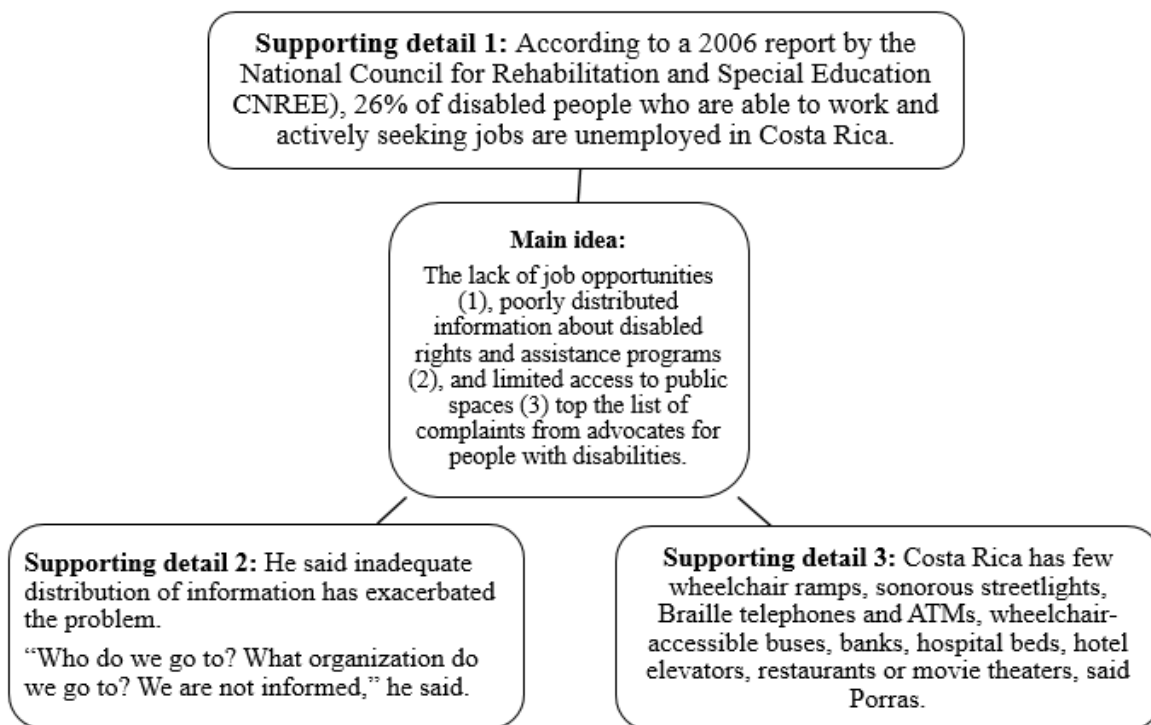 Supporting detail 1: According to a 2006 report by the
National Council for Rehabilitation and Special Education
CNREE), 26% of disabled people who are able to work and
actively seeking jobs are unemployed in Costa Rica.
Main idea:
The lack of job opportunities
(1), poorly distributed
information about disabled
rights and assistance programs
(2), and limited access to public
spaces (3) top the list of
complaints from advocates for
people with disabilities.
Supporting detail 2: He said inadequate
distribution of information has exacerbated
the problem.
“Who do we go to? What organization do
we go to? We are not informed,” he said.
Supporting detail 3: Costa Rica has few
wheelchair ramps, sonorous streetlights,
Braille telephones and ATMs, wheelchair-
accessible buses, banks, hospital beds, hotel
elevators, restaurants or movie theaters, said
Porras.